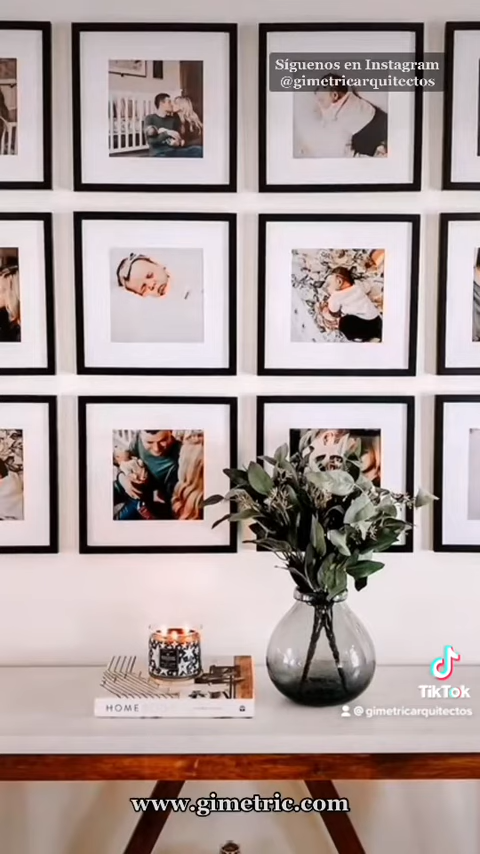 Síguenos en Instagram
@gimetricarquitectos
HOME
TikTok
@gimetricarquitectos
www.gimetric.com